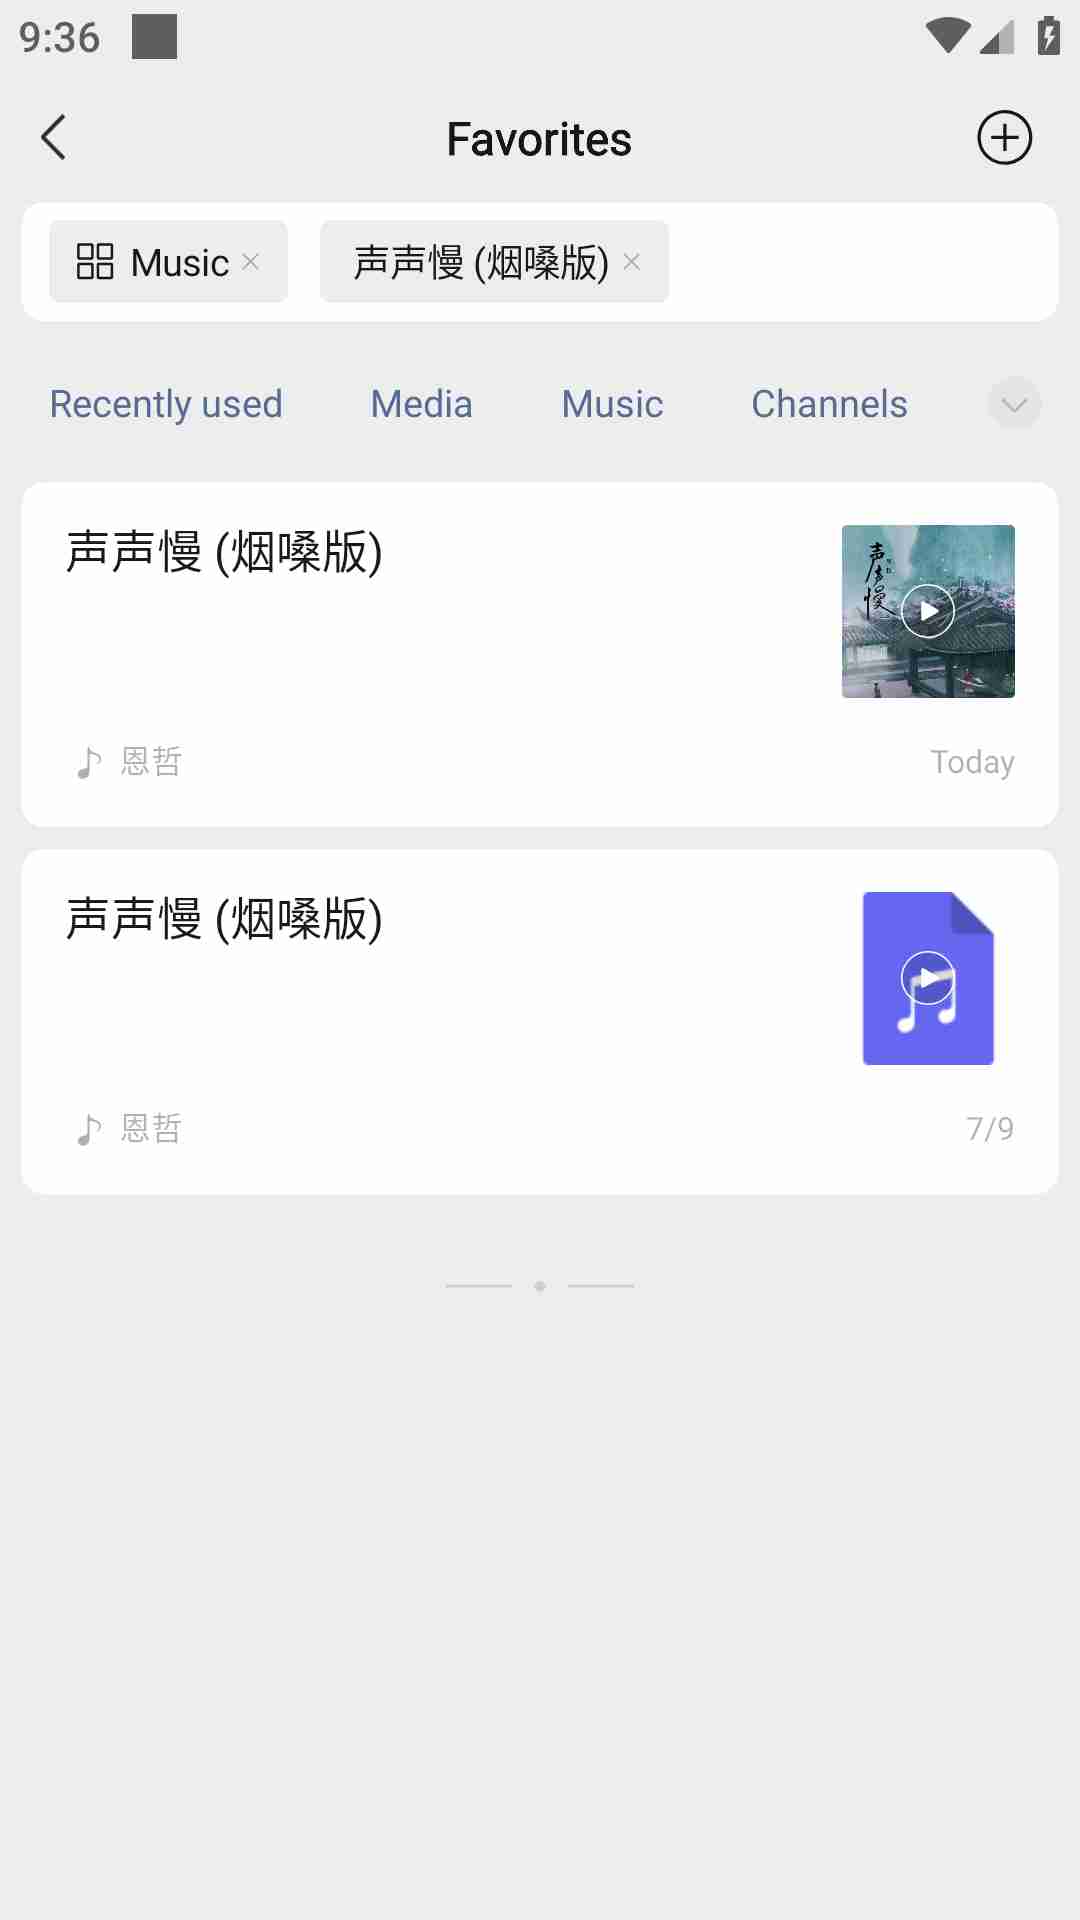 9:36
Favorites
Music
声声慢 (烟嗓版)
Recently used
Media
Music
Channels
声声慢 (烟嗓版)
声声慢
恩哲
Today
声声慢 (烟嗓版)
恩哲
7/9